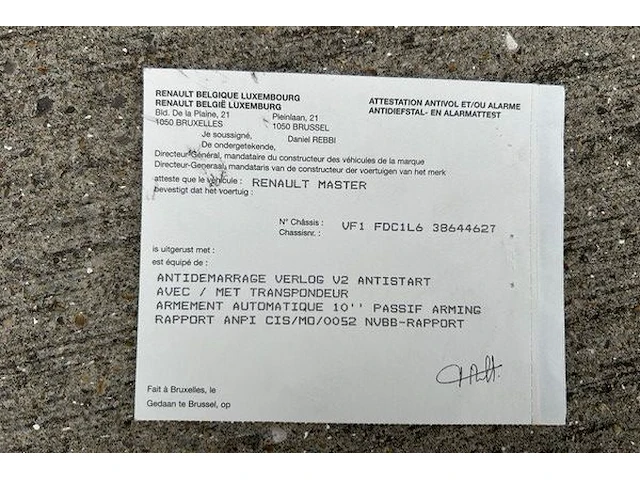 RENAULT BELGIQUE LUXEMBOURG
RENAULT BELGIË LUXEMBURG
Bld. De la Plaine, 21 Pleinlaan, 21
1050 BRUXELLES 1050 BRUSSEL
ATTESTATION ANTIVOL ET/OU ALARME
ANTIDIEFSTAL- EN ALARMATTEST
Je soussigné, Daniel REBBI
De ondergetekende,
Directeur-Général, mandataire du constructeur des véhicules de la marque
Directeur-Generaal, mandataris van de constructeur der voertuigen van het merk
atteste que le véhicule : RENAULT MASTER
bevestigt dat het voertuig :
N° Châssis : VF1 FDC1L6 38644627
Chassisnr. :
is uitgerust met :
est équipé de :
ANTIDEMARRAGE VERLOG V2 ANTISTART
AVEC / MET TRANSPONDEUR
ARMEMENT AUTOMATIQUE 10'' PASSIF ARMING
RAPPORT ANPI CIS/MO/0052 NVBB-RAPPORT
Fait à Bruxelles, le
Gedaan te Brussel, op